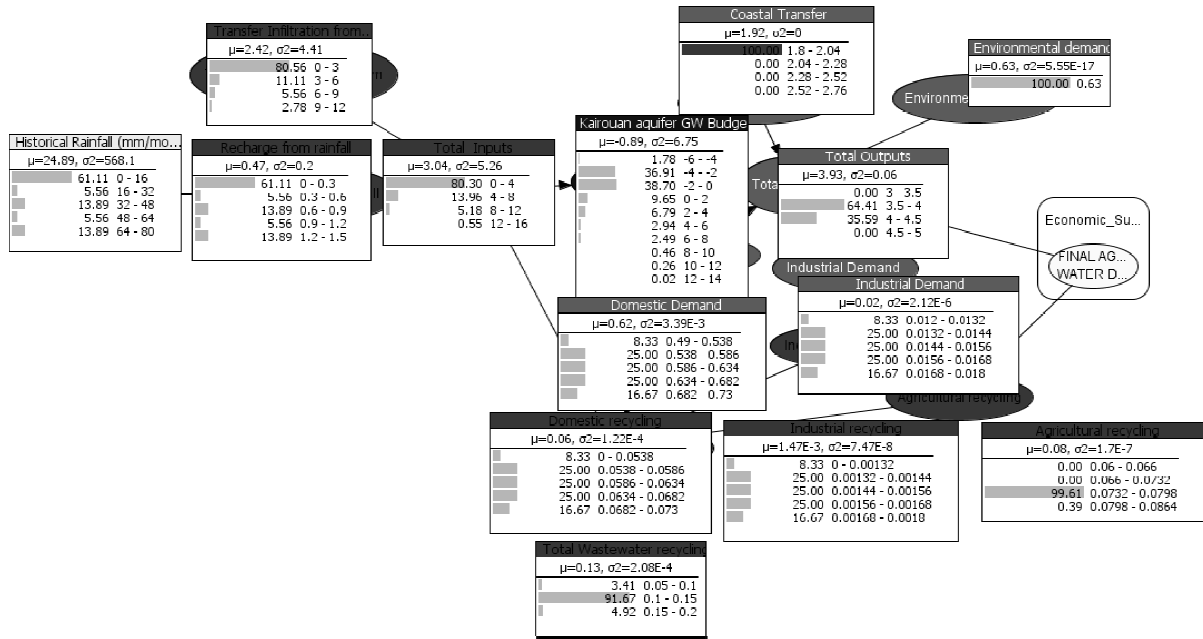 Transfer Infiltration from...
μ=2.42, σ2=4.41
80.56 0 - 3
11.11 3 - 6
5.56 6 - 9
2.78 9 - 12
Coastal Transfer
μ=1.92, σ2=0
100.00 1.8 - 2.04
0.00 2.04 - 2.28
0.00 2.28 - 2.52
0.00 2.52 - 2.76
Environmental demand
μ=0.63, σ2=5.55E-17
100.00 0.63
Environment
Historical Rainfall (mm/mo...
μ=24.89, σ2=568.1
61.11 0 - 16
5.56 16 - 32
13.89 32 - 48
5.56 48 - 64
13.89 64 - 80
Recharge from rainfall
μ=0.47, σ2=0.2
61.11 0 - 0.3
5.56 0.3 - 0.6
13.89 0.6 - 0.9
5.56 0.9 - 1.2
13.89 1.2 - 1.5
Total Inputs
μ=3.04, σ2=5.26
80.30 0 - 4
13.96 4 - 8
5.18 8 - 12
0.55 12 - 16
Kairouan aquifer GW Budge
μ=-0.89, σ2=6.75
1.78 -6 - -4
36.91 -4 - -2
38.70 -2 - 0
9.65 0 - 2
6.79 2 - 4
2.94 4 - 6
2.49 6 - 8
0.46 8 - 10
0.26 10 - 12
0.02 12 - 14
Tota
Total Outputs
μ=3.93, σ2=0.06
0.00 3 3.5
64.41 3.5 - 4
35.59 4 - 4.5
0.00 4.5 - 5
Economic_Su...
FINAL AG...
WATER D...
Industrial Demand
Industrial Demand
μ=0.02, σ2=2.12E-6
8.33 0.012 - 0.0132
25.00 0.0132 - 0.0144
25.00 0.0144 - 0.0156
25.00 0.0156 - 0.0168
16.67 0.0168 - 0.018
Domestic Demand
μ=0.62, σ2=3.39E-3
8.33 0.49 - 0.538
25.00 0.538 0.586
25.00 0.586 - 0.634
25.00 0.634 - 0.682
16.67 0.682 0.73
Agricultural recycling
Domestic recycling
μ=0.06, σ2=1.22E-4
8.33 0 - 0.0538
25.00 0.0538 - 0.0586
25.00 0.0586 - 0.0634
25.00 0.0634 - 0.0682
16.67 0.0682 - 0.073
Industrial recycling
μ=1.47E-3, σ2=7.47E-8
8.33 0 - 0.00132
25.00 0.00132 - 0.00144
25.00 0.00144 - 0.00156
25.00 0.00156 - 0.00168
16.67 0.00168 - 0.0018
Agricultural recycling
μ=0.08, σ2=1.7E-7
0.00 0.06 - 0.066
0.00 0.066 - 0.0732
99.61 0.0732 - 0.0798
0.39 0.0798 - 0.0864
Total Wastewater recycling
μ=0.13, σ2=2.08E-4
3.41 0.05 - 0.1
91.67 0.1 - 0.15
4.92 0.15 - 0.2